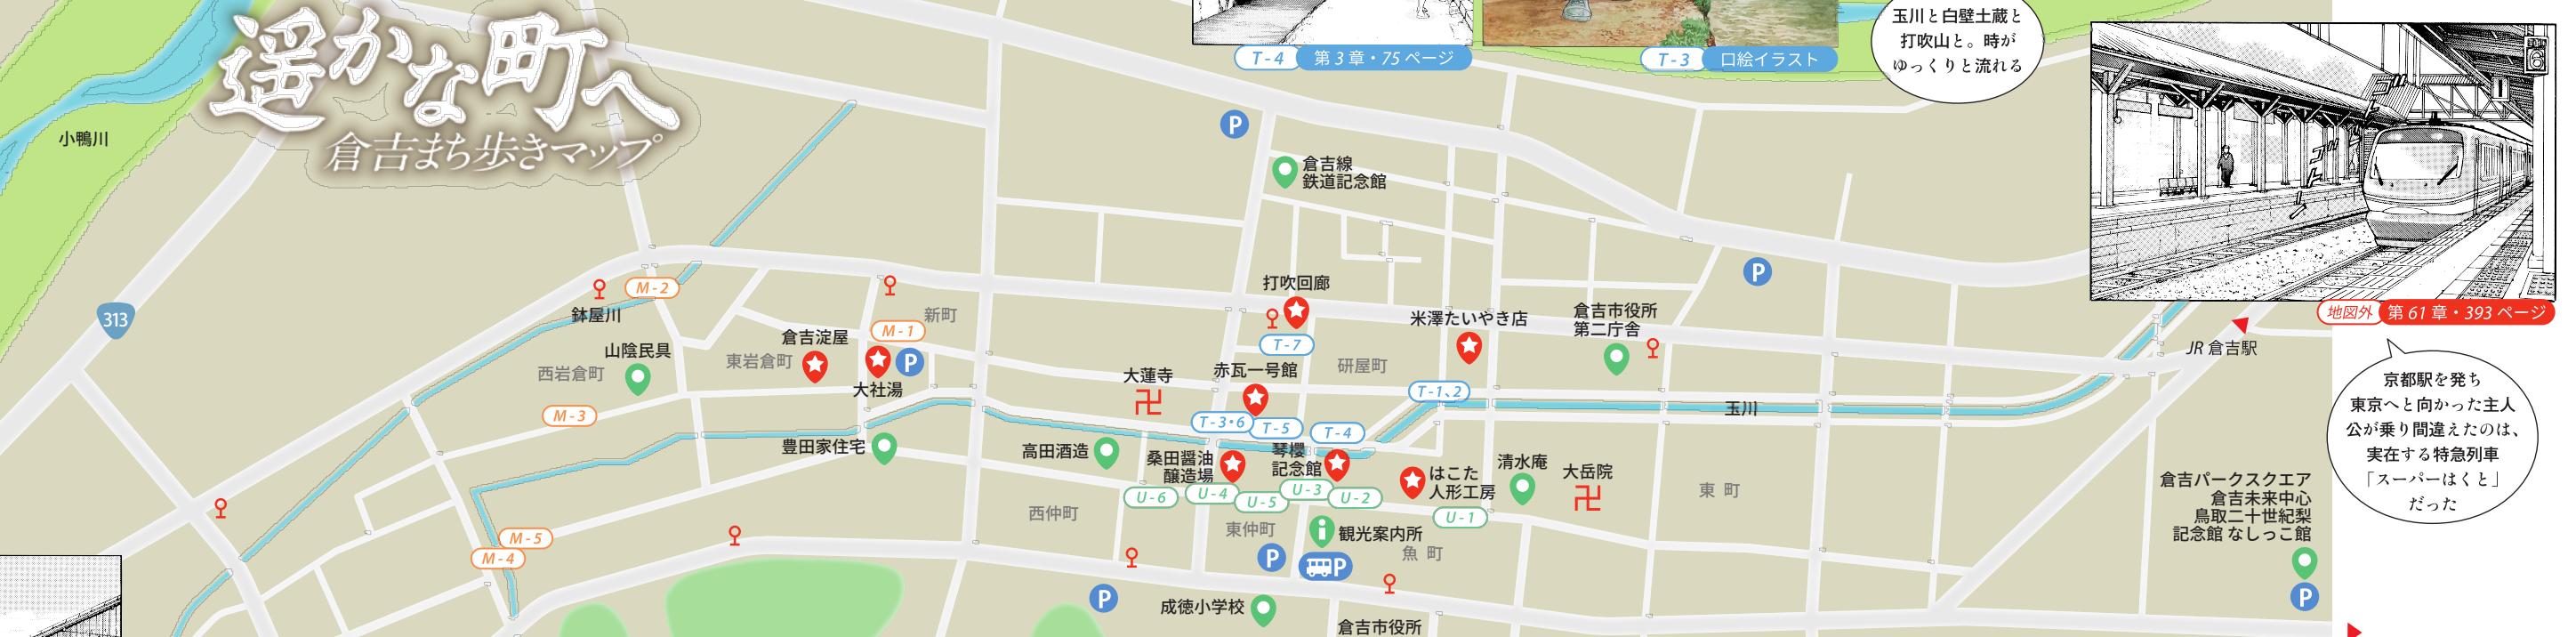 遥かな町へ
倉吉まち歩きマップ
小鴨川
313
T-4 第3章・75ページ
T-3 口絵イラスト
玉川と白壁土蔵と
打吹山と。時が
ゆっくりと流れる
P
倉吉線
鉄道記念館
P
地図外 第61章・393ページ
JR倉吉駅
京都駅を発ち
東京へと向かった主人
公が乗り間違えたのは、
実在する特急列車
「スーパーはくと」
だった
M-2
鉢屋川
新町
M-1
倉吉淀屋
P
大社湯
東岩倉町
山陰民具
西岩倉町
M-3
打吹回廊
T-7
米澤たいやき店
倉吉市役所
第二庁舎
研屋町
赤瓦一号館
大蓮寺
卍
T-1、2
玉川
T-3・6
T-5
T-4
豊田家住宅
高田酒造
桑田醤油
醸造場
琴櫻
記念館
はこた
人形工房
清水庵
大岳院
卍
東 町
U-6
U-4
U-5
U-3
U-2
U-1
西仲町
東仲町
i
観光案内所
魚 町
P
P
M-5
M-4
P
成徳小学校
倉吉市役所
倉吉パークスクエア
倉吉未来中心
鳥取二十世紀梨
記念館 なしっこ館
P